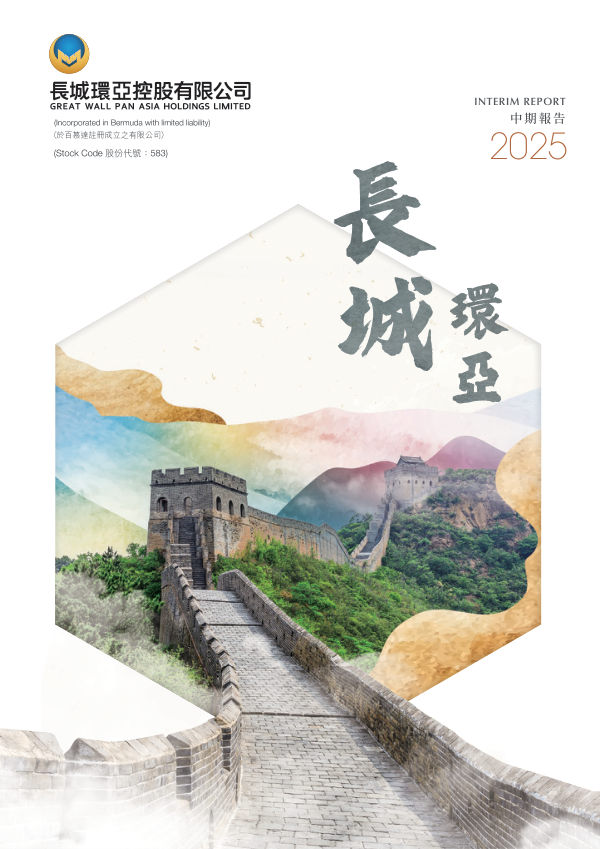 長城環亞控股有限公司
GREAT WALL PAN ASIA HOLDINGS LIMITED
(Incorporated in Bermuda with limited liability)
(於百慕達註冊成立之有限公司)
(Stock Code 股份代號：583)
INTERIM REPORT
中期報告
2025
長城
環亞